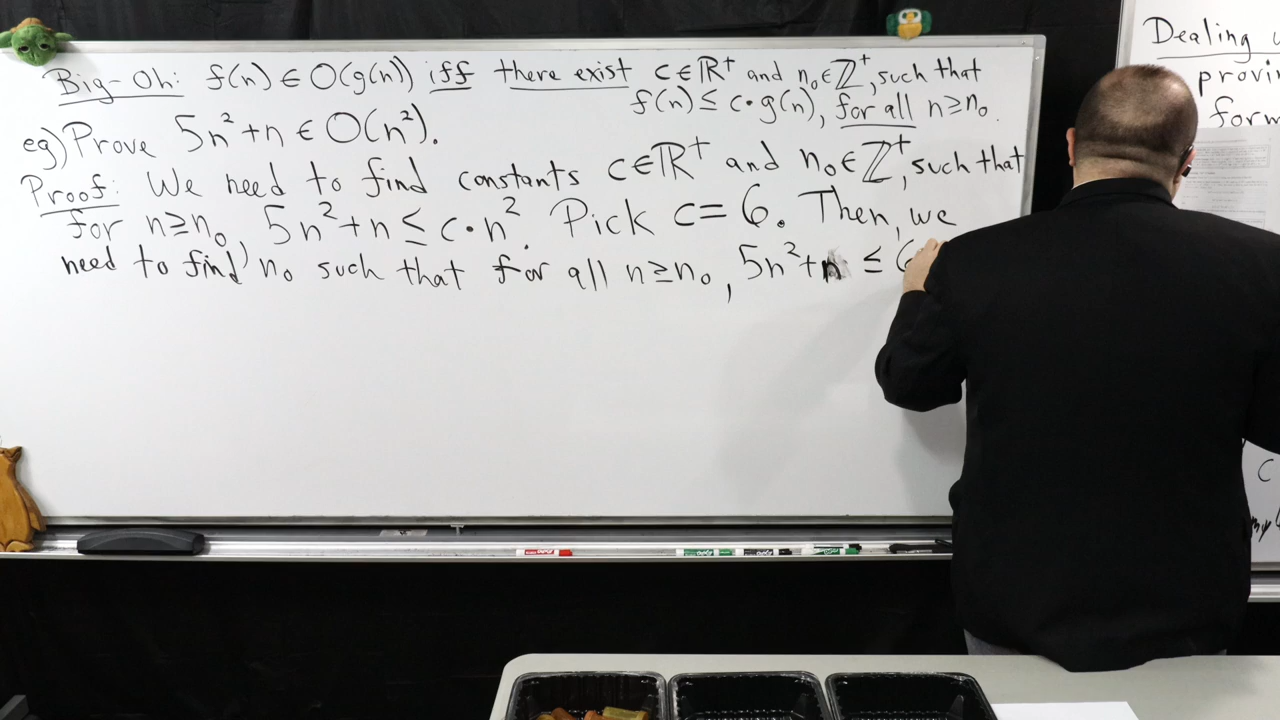 Big-Oh: f(n) ∈ O(g(n)) iff there exist c∈ℝ⁺ and n₀∈ℤ⁺, such that
f(n) ≤ c·g(n), for all n≥n₀.
eg) Prove 5n²+n ∈ O(n²).
Proof: We need to find constants c∈ℝ⁺ and n₀∈ℤ⁺, such that
for n≥n₀, 5n²+n ≤ c·n². Pick c=6. Then, we
need to find n₀ such that for all n≥n₀, 5n²+n ≤ 6
Dealing